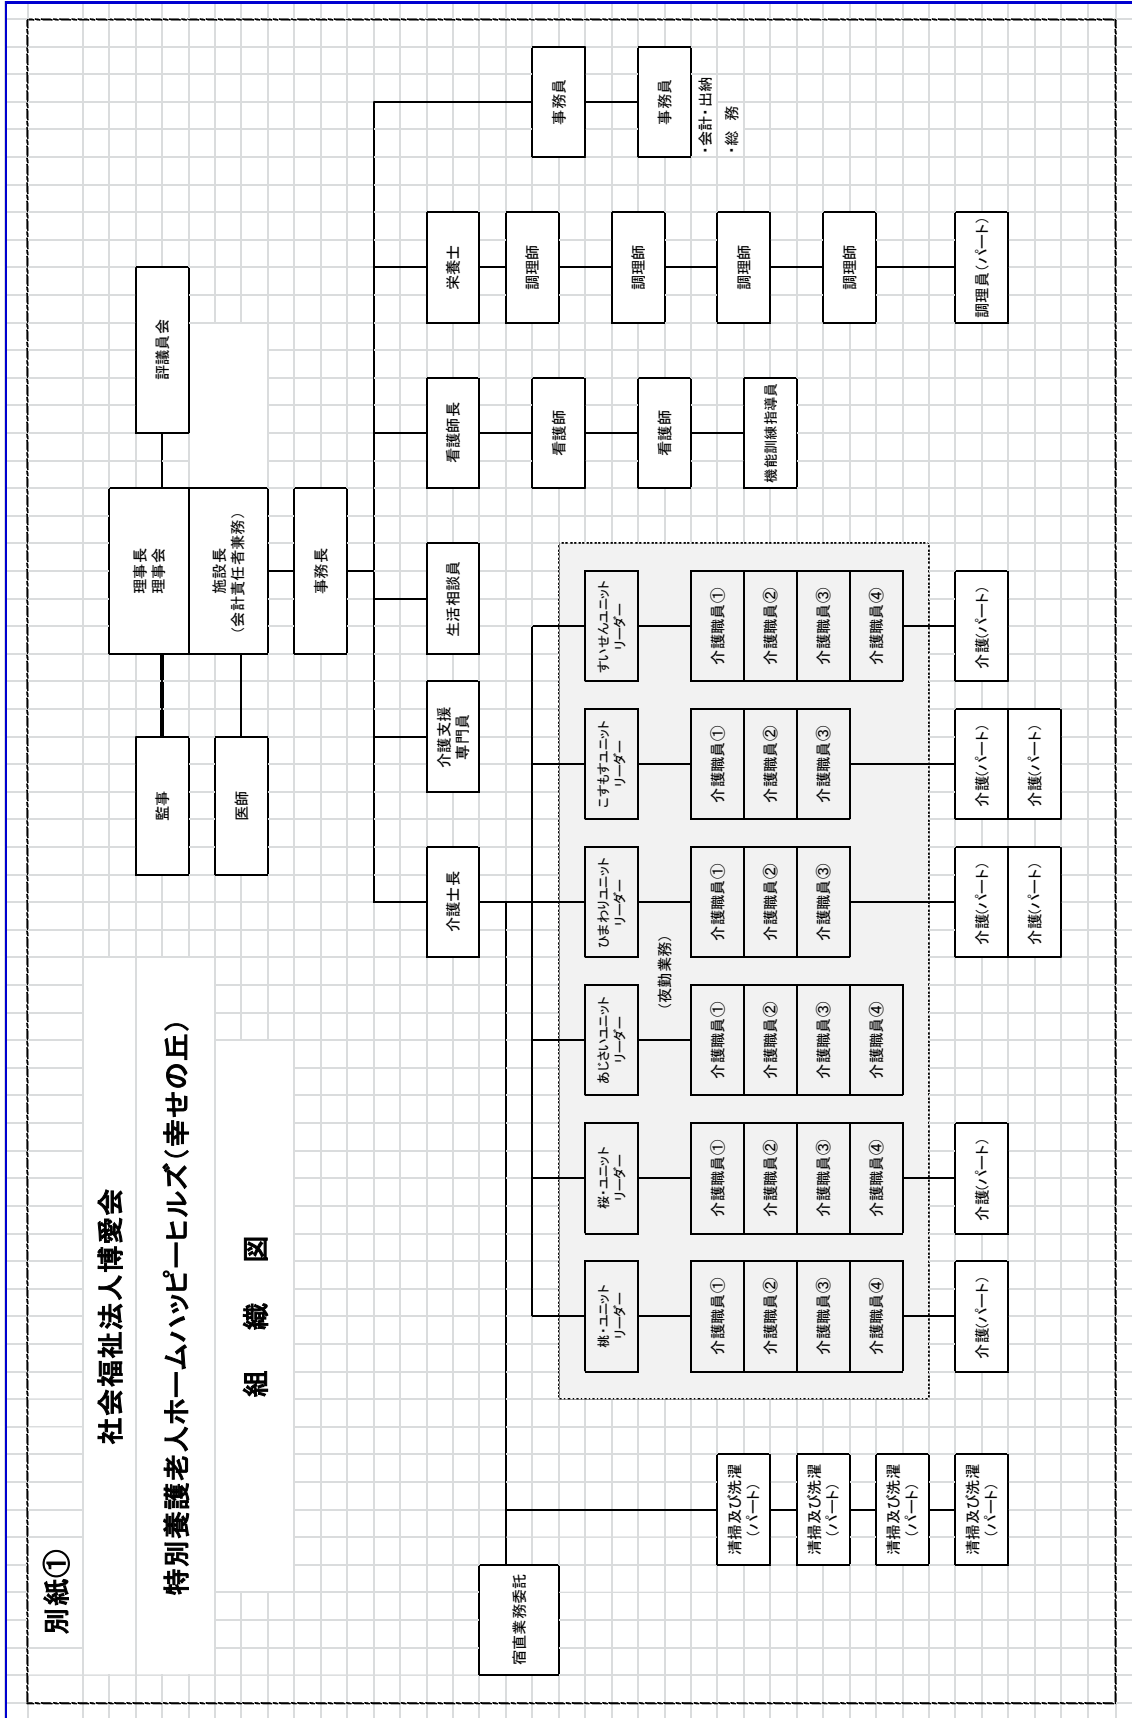 別紙①
社会福祉法人博愛会
特別養護老人ホームハッピーヒルズ(幸せの丘)
組 織 図
理事長
理事会
評議員会
監事
施設長
(会計責任者兼務)
医師
事務長
宿直業務委託
介護士長
介護支援
専門員
生活相談員
看護師長
栄養士
事務員
事務員
・会計・出納
・総 務
調理師
調理師
調理師
調理師
調理員(パート)
看護師
看護師
機能訓練指導員
桃・ユニット
リーダー
桜・ユニット
リーダー
あじさいユニット
リーダー
ひまわりユニット
リーダー
こすもすユニット
リーダー
すいせんユニット
リーダー
(夜勤業務)
介護職員①
介護職員②
介護職員③
介護職員④
介護(パート)
介護職員①
介護職員②
介護職員③
介護職員④
介護(パート)
介護職員①
介護職員②
介護職員③
介護職員④
介護職員①
介護職員②
介護職員③
介護(パート)
介護(パート)
介護職員①
介護職員②
介護職員③
介護(パート)
介護(パート)
介護職員①
介護職員②
介護職員③
介護職員④
介護(パート)
清掃及び洗濯
(パート)
清掃及び洗濯
(パート)
清掃及び洗濯
(パート)
清掃及び洗濯
(パート)